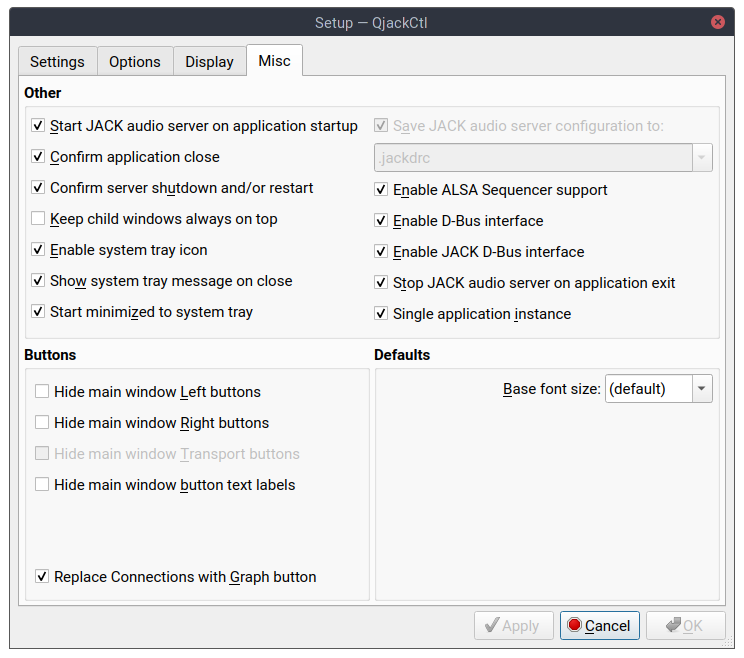 Setup — QjackCtl
Settings
Options
Display
Misc
Other
Start JACK audio server on application startup
Confirm application close
Confirm server shutdown and/or restart
Keep child windows always on top
Enable system tray icon
Show system tray message on close
Start minimized to system tray
Save JACK audio server configuration to:
.jackdrc
Enable ALSA Sequencer support
Enable D-Bus interface
Enable JACK D-Bus interface
Stop JACK audio server on application exit
Single application instance
Buttons
Hide main window Left buttons
Hide main window Right buttons
Hide main window Transport buttons
Hide main window button text labels
Replace Connections with Graph button
Defaults
Base font size: (default)
Apply
Cancel
OK